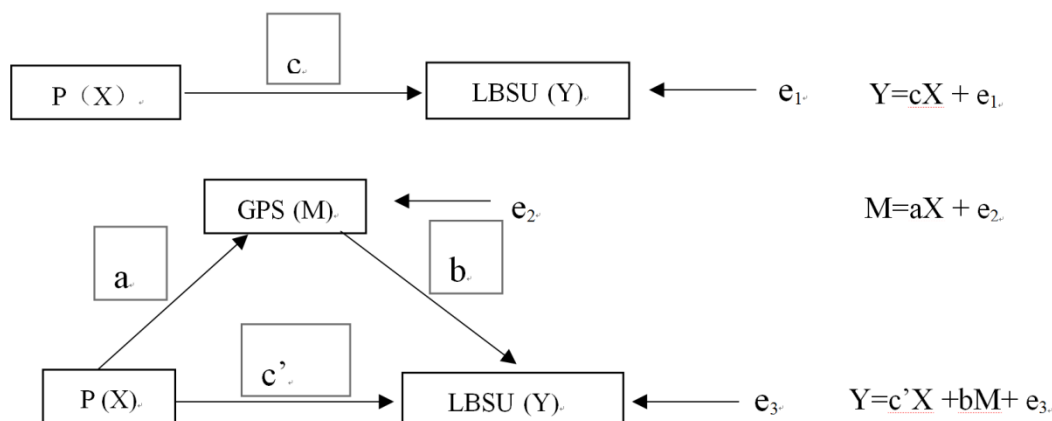 c
P（X） LBSU (Y) e₁ Y=cX + e₁
GPS (M) e₂ M=aX + e₂
a b
c’
P (X) LBSU (Y) e₃ Y=c’X +bM+ e₃